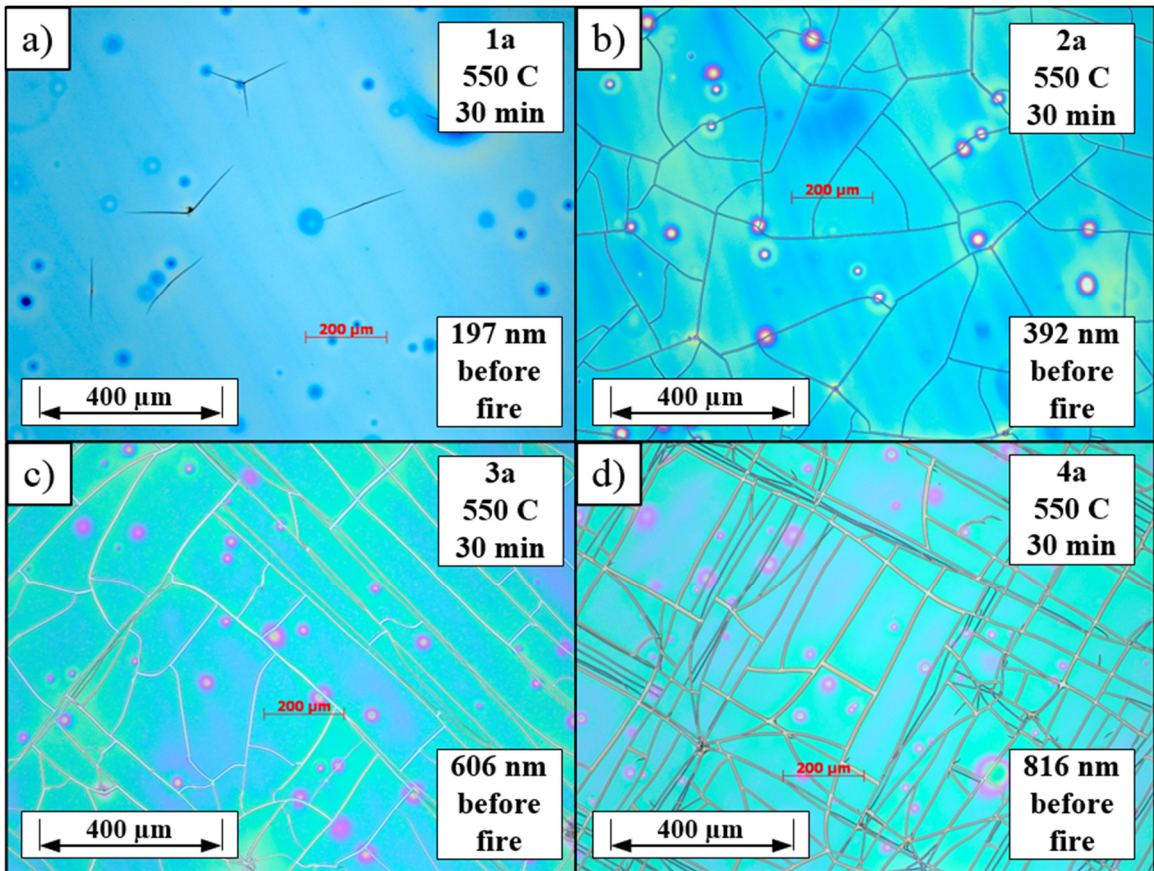 a)
1a
550 C
30 min
200 µm
197 nm
before
fire
400 µm
b)
2a
550 C
30 min
200 µm
392 nm
before
fire
400 µm
c)
3a
550 C
30 min
200 µm
606 nm
before
fire
400 µm
d)
4a
550 C
30 min
200 µm
816 nm
before
fire
400 µm